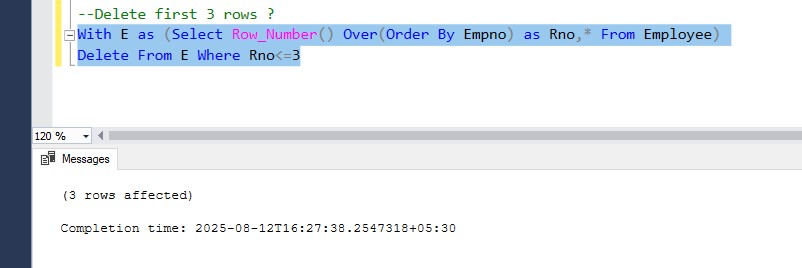 --Delete first 3 rows ?
With E as (Select Row_Number() Over(Order By Empno) as Rno,* From Employee)
Delete From E Where Rno<=3
120 %
Messages
(3 rows affected)
Completion time: 2025-08-12T16:27:38.2547318+05:30